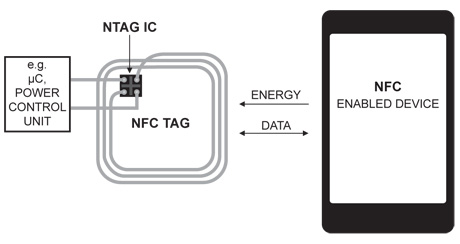 NTAG IC
e.g.
µC,
POWER
CONTROL
UNIT
NFC TAG
ENERGY
DATA
NFC
ENABLED DEVICE